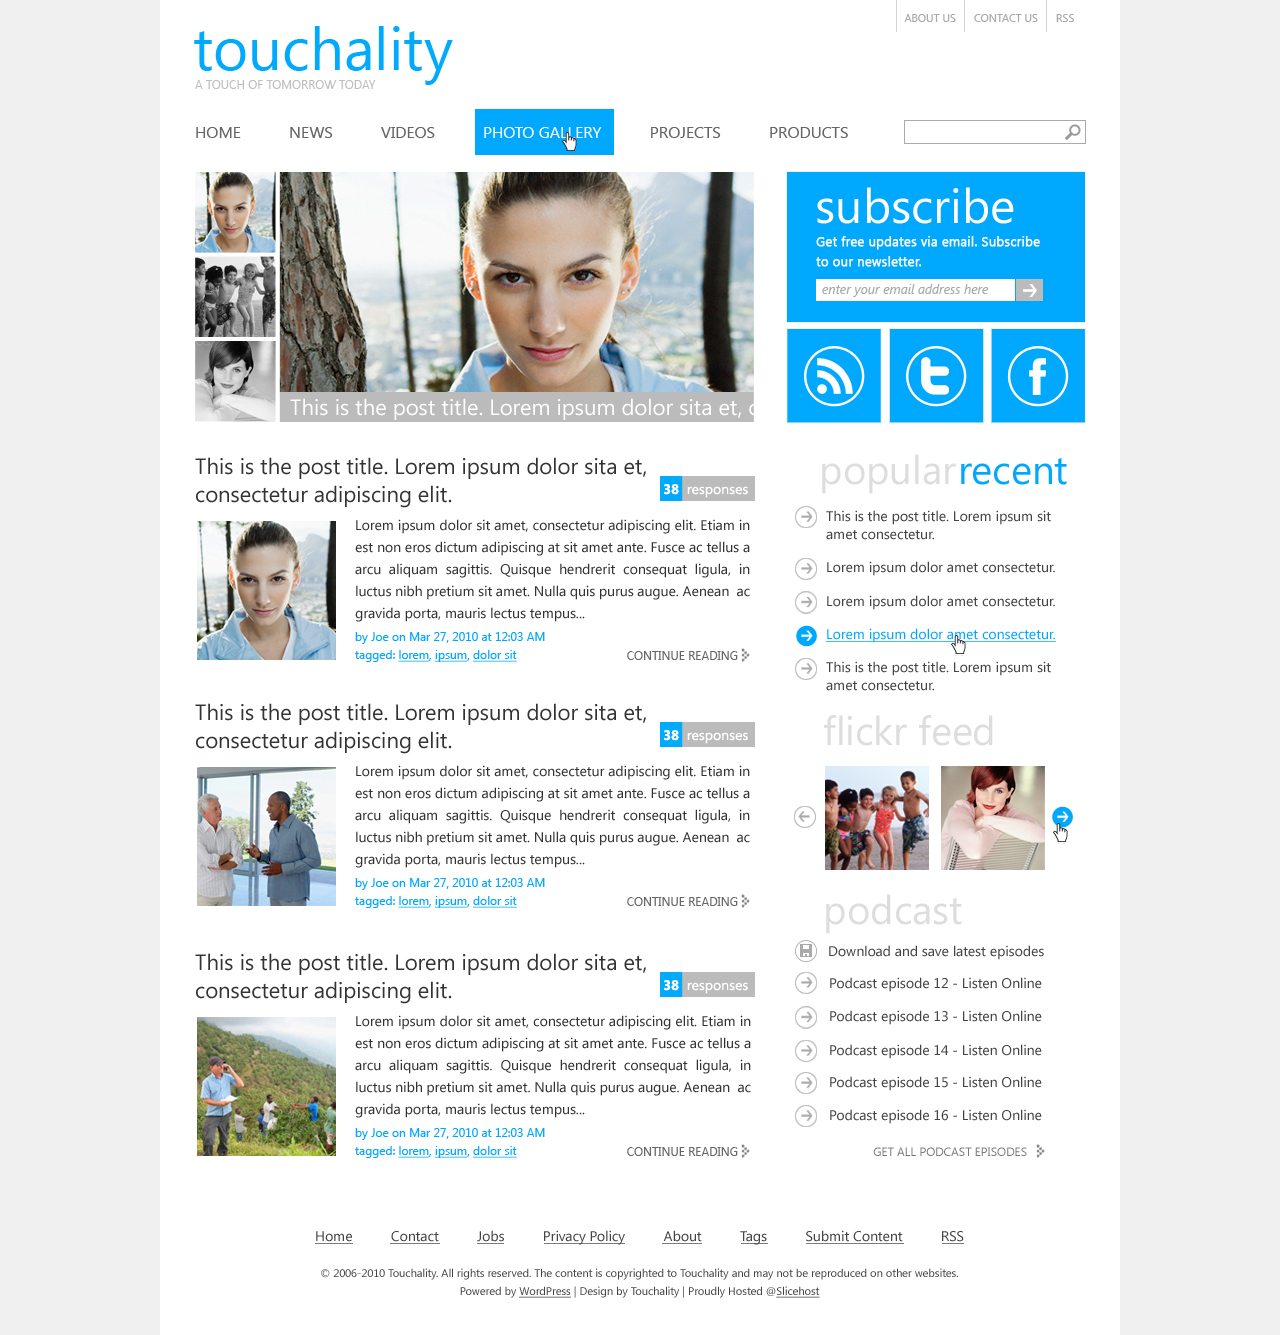 ABOUT US
CONTACT US
RSS
touchality
A TOUCH OF TOMORROW TODAY
HOME
NEWS
VIDEOS
PHOTO GALLERY
PROJECTS
PRODUCTS
This is the post title. Lorem ipsum dolor sita et,
subscribe
Get free updates via email. Subscribe
to our newsletter.
enter your email address here
This is the post title. Lorem ipsum dolor sita et,
consectetur adipiscing elit.
38 responses
Lorem ipsum dolor sit amet, consectetur adipiscing elit. Etiam in
est non eros dictum adipiscing at sit amet ante. Fusce ac tellus a
arcu aliquam sagittis. Quisque hendrerit consequat ligula, in
luctus nibh pretium sit amet. Nulla quis purus augue. Aenean ac
gravida porta, mauris lectus tempus...
by Joe on Mar 27, 2010 at 12:03 AM
tagged: lorem, ipsum, dolor sit
CONTINUE READING
This is the post title. Lorem ipsum dolor sita et,
consectetur adipiscing elit.
38 responses
Lorem ipsum dolor sit amet, consectetur adipiscing elit. Etiam in
est non eros dictum adipiscing at sit amet ante. Fusce ac tellus a
arcu aliquam sagittis. Quisque hendrerit consequat ligula, in
luctus nibh pretium sit amet. Nulla quis purus augue. Aenean ac
gravida porta, mauris lectus tempus...
by Joe on Mar 27, 2010 at 12:03 AM
tagged: lorem, ipsum, dolor sit
CONTINUE READING
This is the post title. Lorem ipsum dolor sita et,
consectetur adipiscing elit.
38 responses
Lorem ipsum dolor sit amet, consectetur adipiscing elit. Etiam in
est non eros dictum adipiscing at sit amet ante. Fusce ac tellus a
arcu aliquam sagittis. Quisque hendrerit consequat ligula, in
luctus nibh pretium sit amet. Nulla quis purus augue. Aenean ac
gravida porta, mauris lectus tempus...
by Joe on Mar 27, 2010 at 12:03 AM
tagged: lorem, ipsum, dolor sit
CONTINUE READING
popular recent
This is the post title. Lorem ipsum sit
amet consectetur.
Lorem ipsum dolor amet consectetur.
Lorem ipsum dolor amet consectetur.
Lorem ipsum dolor amet consectetur.
This is the post title. Lorem ipsum sit
amet consectetur.
flickr feed
podcast
Download and save latest episodes
Podcast episode 12 - Listen Online
Podcast episode 13 - Listen Online
Podcast episode 14 - Listen Online
Podcast episode 15 - Listen Online
Podcast episode 16 - Listen Online
GET ALL PODCAST EPISODES
Home
Contact
Jobs
Privacy Policy
About
Tags
Submit Content
RSS
© 2006-2010 Touchality. All rights reserved. The content is copyrighted to Touchality and may not be reproduced on other websites.
Powered by WordPress | Design by Touchality | Proudly Hosted @Slicehost